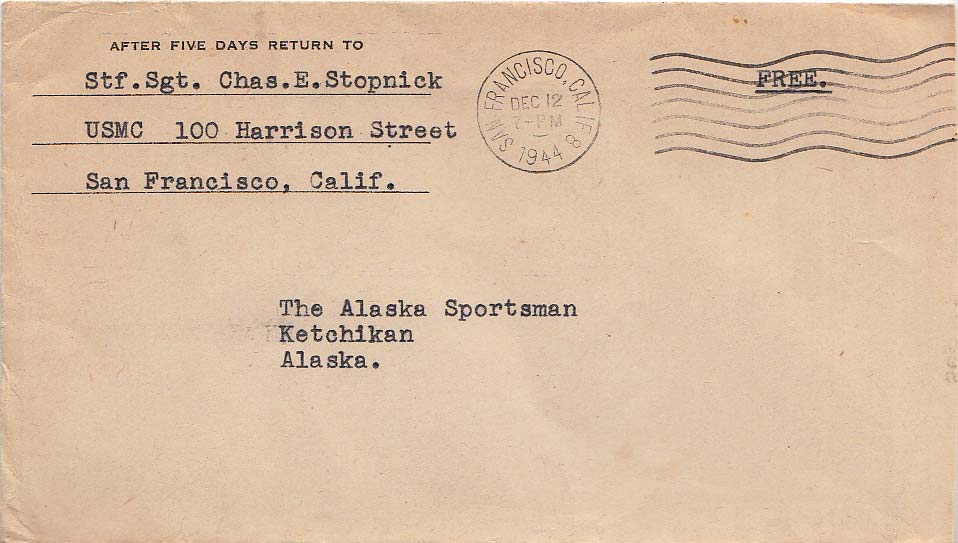 AFTER FIVE DAYS RETURN TO
Stf.Sgt. Chas.E.Stopnick
USMC 100 Harrison Street
San Francisco, Calif.
SAN FRANCISCO, CALIF. 8
DEC 12
7-PM
1944
FREE.
The Alaska Sportsman
Ketchikan
Alaska.